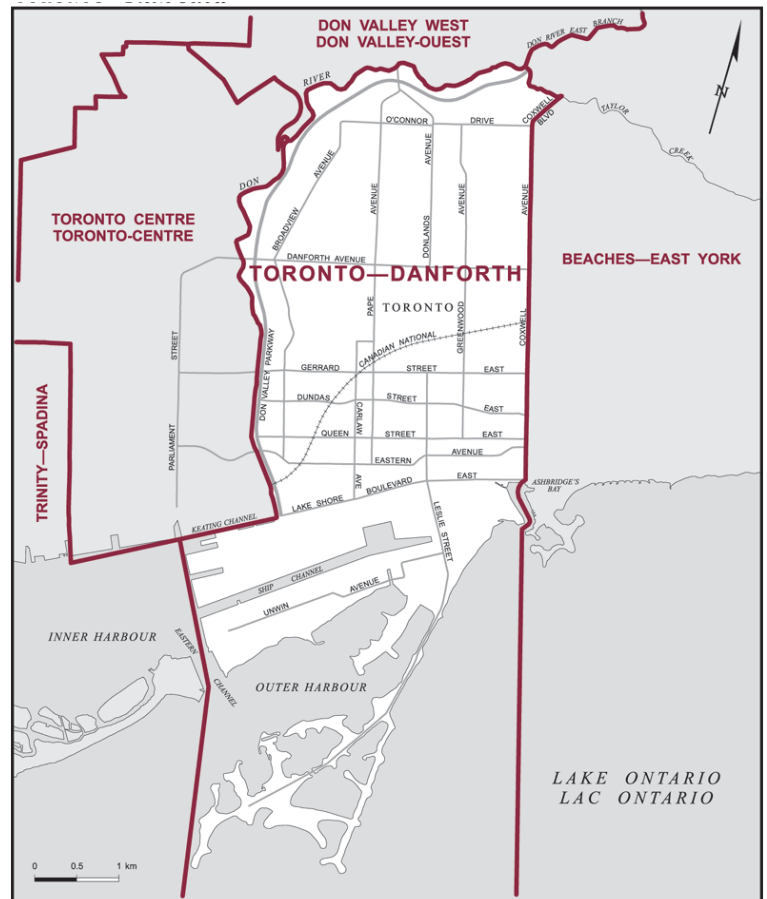 DON VALLEY WEST
DON VALLEY-OUEST
DON RIVER EAST BRANCH
RIVER
N
COXWELL
BLVD
TAYLOR
CREEK
O'CONNOR DRIVE
AVENUE
AVENUE
AVENUE
AVENUE
AVENUE
DON
BROADVIEW
DONLANDS
TORONTO CENTRE
TORONTO-CENTRE
DANFORTH AVENUE
BEACHES—EAST YORK
TORONTO—DANFORTH
PAPE
TORONTO
GREENWOOD
COXWELL
STREET
DON VALLEY PARKWAY
CANADIAN NATIONAL
GERRARD STREET EAST
DUNDAS STREET EAST
TRINITY—SPADINA
PARLIAMENT
CARLAW
QUEEN STREET EAST
EASTERN AVENUE
AVE
LAKE SHORE BOULEVARD EAST
ASHBRIDGE'S
BAY
KEATING CHANNEL
LESLIE STREET
SHIP CHANNEL
UNWIN AVENUE
INNER HARBOUR
EASTERN
CHANNEL
OUTER HARBOUR
LAKE ONTARIO
LAC ONTARIO
0 0.5 1 km